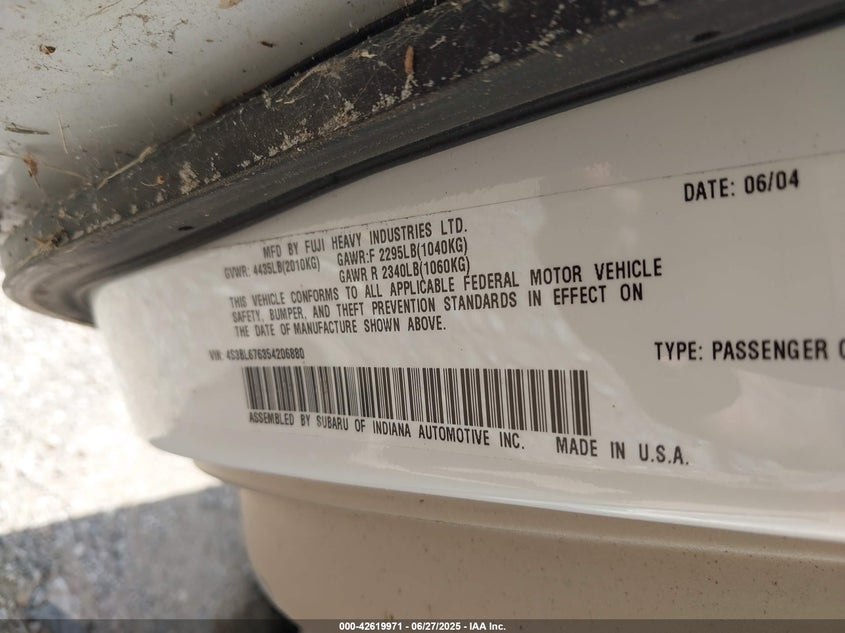 DATE: 06/04
MFD BY FUJI HEAVY INDUSTRIES LTD.
GVWR: 4435LB(2010KG) GAWR:F 2295LB(1040KG)
GAWR R 2340LB(1060KG)
THIS VEHICLE CONFORMS TO ALL APPLICABLE FEDERAL MOTOR VEHICLE
SAFETY, BUMPER, AND THEFT PREVENTION STANDARDS IN EFFECT ON
THE DATE OF MANUFACTURE SHOWN ABOVE.
VIN: 4S3BL676354206880
TYPE: PASSENGER
ASSEMBLED BY SUBARU OF INDIANA AUTOMOTIVE INC.
MADE IN U.S.A.
000-42619971 - 06/27/2025 - IAA Inc.